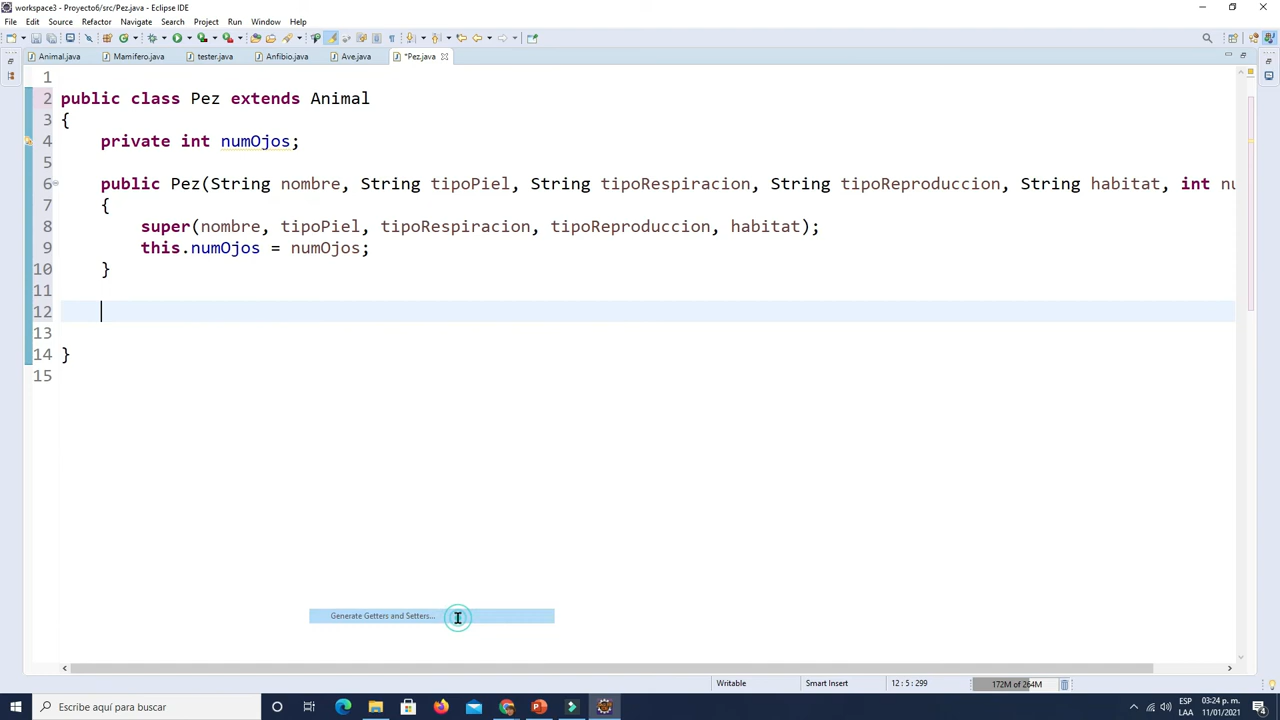 workspace3 - Proyecto6/src/Pez.java - Eclipse IDE
File Edit Source Refactor Navigate Search Project Run Window Help
Animal.java Mamifero.java tester.java Anfibio.java Ave.java *Pez.java
1
2 public class Pez extends Animal
3 {
4 private int numOjos;
5
6 public Pez(String nombre, String tipoPiel, String tipoRespiracion, String tipoReproduccion, String habitat, int nu
7 {
8 super(nombre, tipoPiel, tipoRespiracion, tipoReproduccion, habitat);
9 this.numOjos = numOjos;
10 }
11
12
13
14 }
15
Generate Getters and Setters...
Writable Smart Insert 12 : 5 : 299 172M of 264M
Escribe aquí para buscar
ESP 03:24 p. m.
LAA 11/01/2021 4